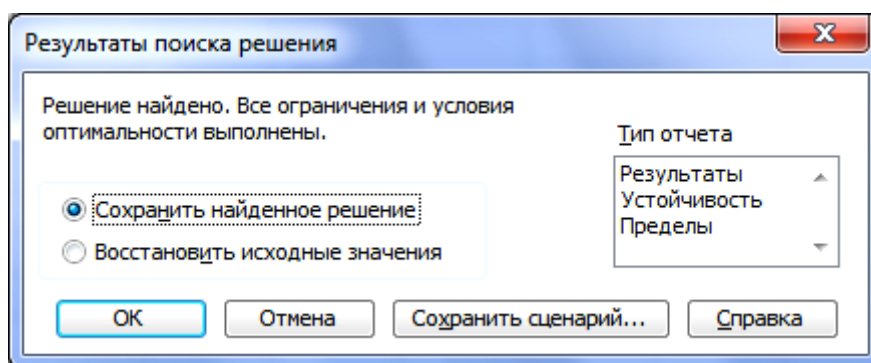 Результаты поиска решения
Решение найдено. Все ограничения и условия
оптимальности выполнены.
Тип отчета
Результаты
Устойчивость
Пределы
Сохранить найденное решение
Восстановить исходные значения
ОК Отмена Сохранить сценарий... Справка